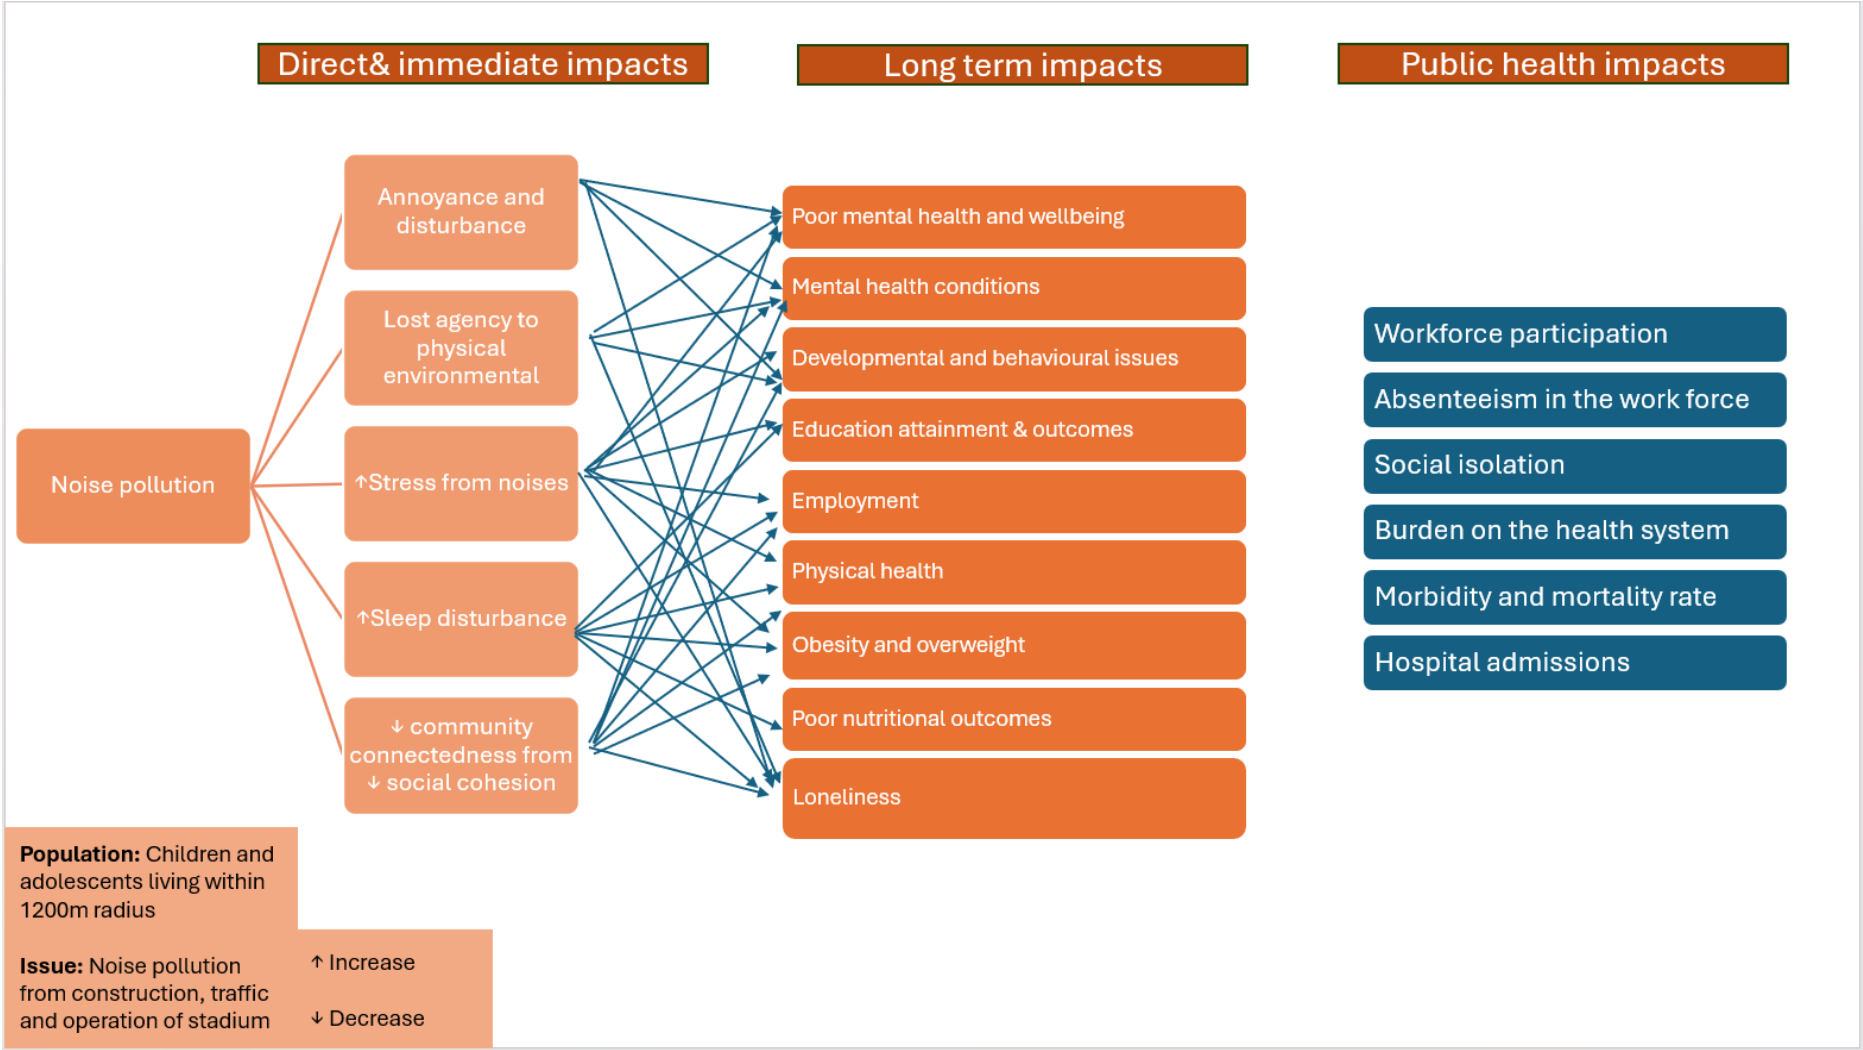 Direct& immediate impacts
Long term impacts
Public health impacts
Noise pollution
Annoyance and
disturbance
Lost agency to
physical
environmental
↑Stress from noises
↑Sleep disturbance
↓ community
connectedness from
↓ social cohesion
Poor mental health and wellbeing
Mental health conditions
Developmental and behavioural issues
Education attainment & outcomes
Employment
Physical health
Obesity and overweight
Poor nutritional outcomes
Loneliness
Workforce participation
Absenteeism in the work force
Social isolation
Burden on the health system
Morbidity and mortality rate
Hospital admissions
Population: Children and
adolescents living within
1200m radius
Issue: Noise pollution
from construction, traffic
and operation of stadium
↑ Increase
↓ Decrease